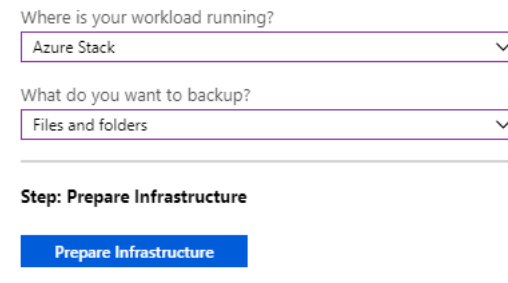 Where is your workload running?
Azure Stack
What do you want to backup?
Files and folders
Step: Prepare Infrastructure
Prepare Infrastructure